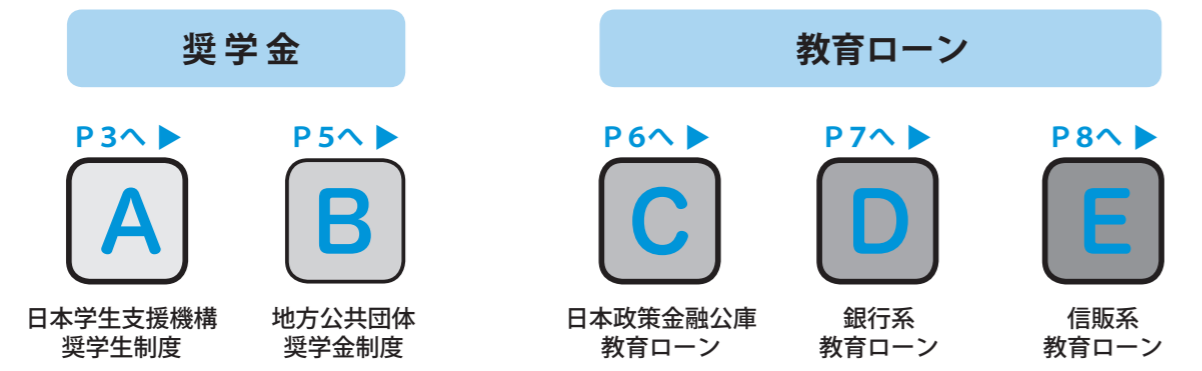 奨学金
教育ローン
P3へ ▶
P5へ ▶
P6へ ▶
P7へ ▶
P8へ ▶
A
B
C
D
E
日本学生支援機構
奨学生制度
地方公共団体
奨学金制度
日本政策金融公庫
教育ローン
銀行系
教育ローン
信販系
教育ローン